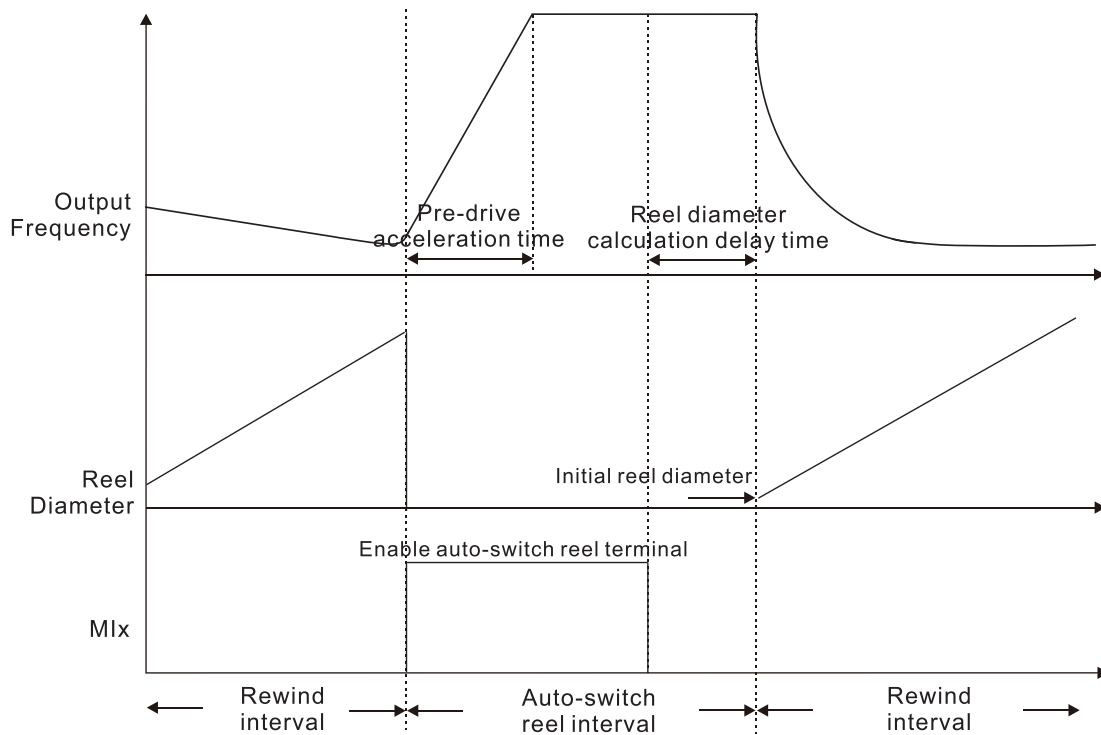 Output
Frequency
Pre-drive
acceleration time
Reel diameter
calculation delay time
Reel
Diameter
Initial reel diameter
Enable auto-switch reel terminal
MIx
Rewind
interval
Auto-switch
reel interval
Rewind
interval